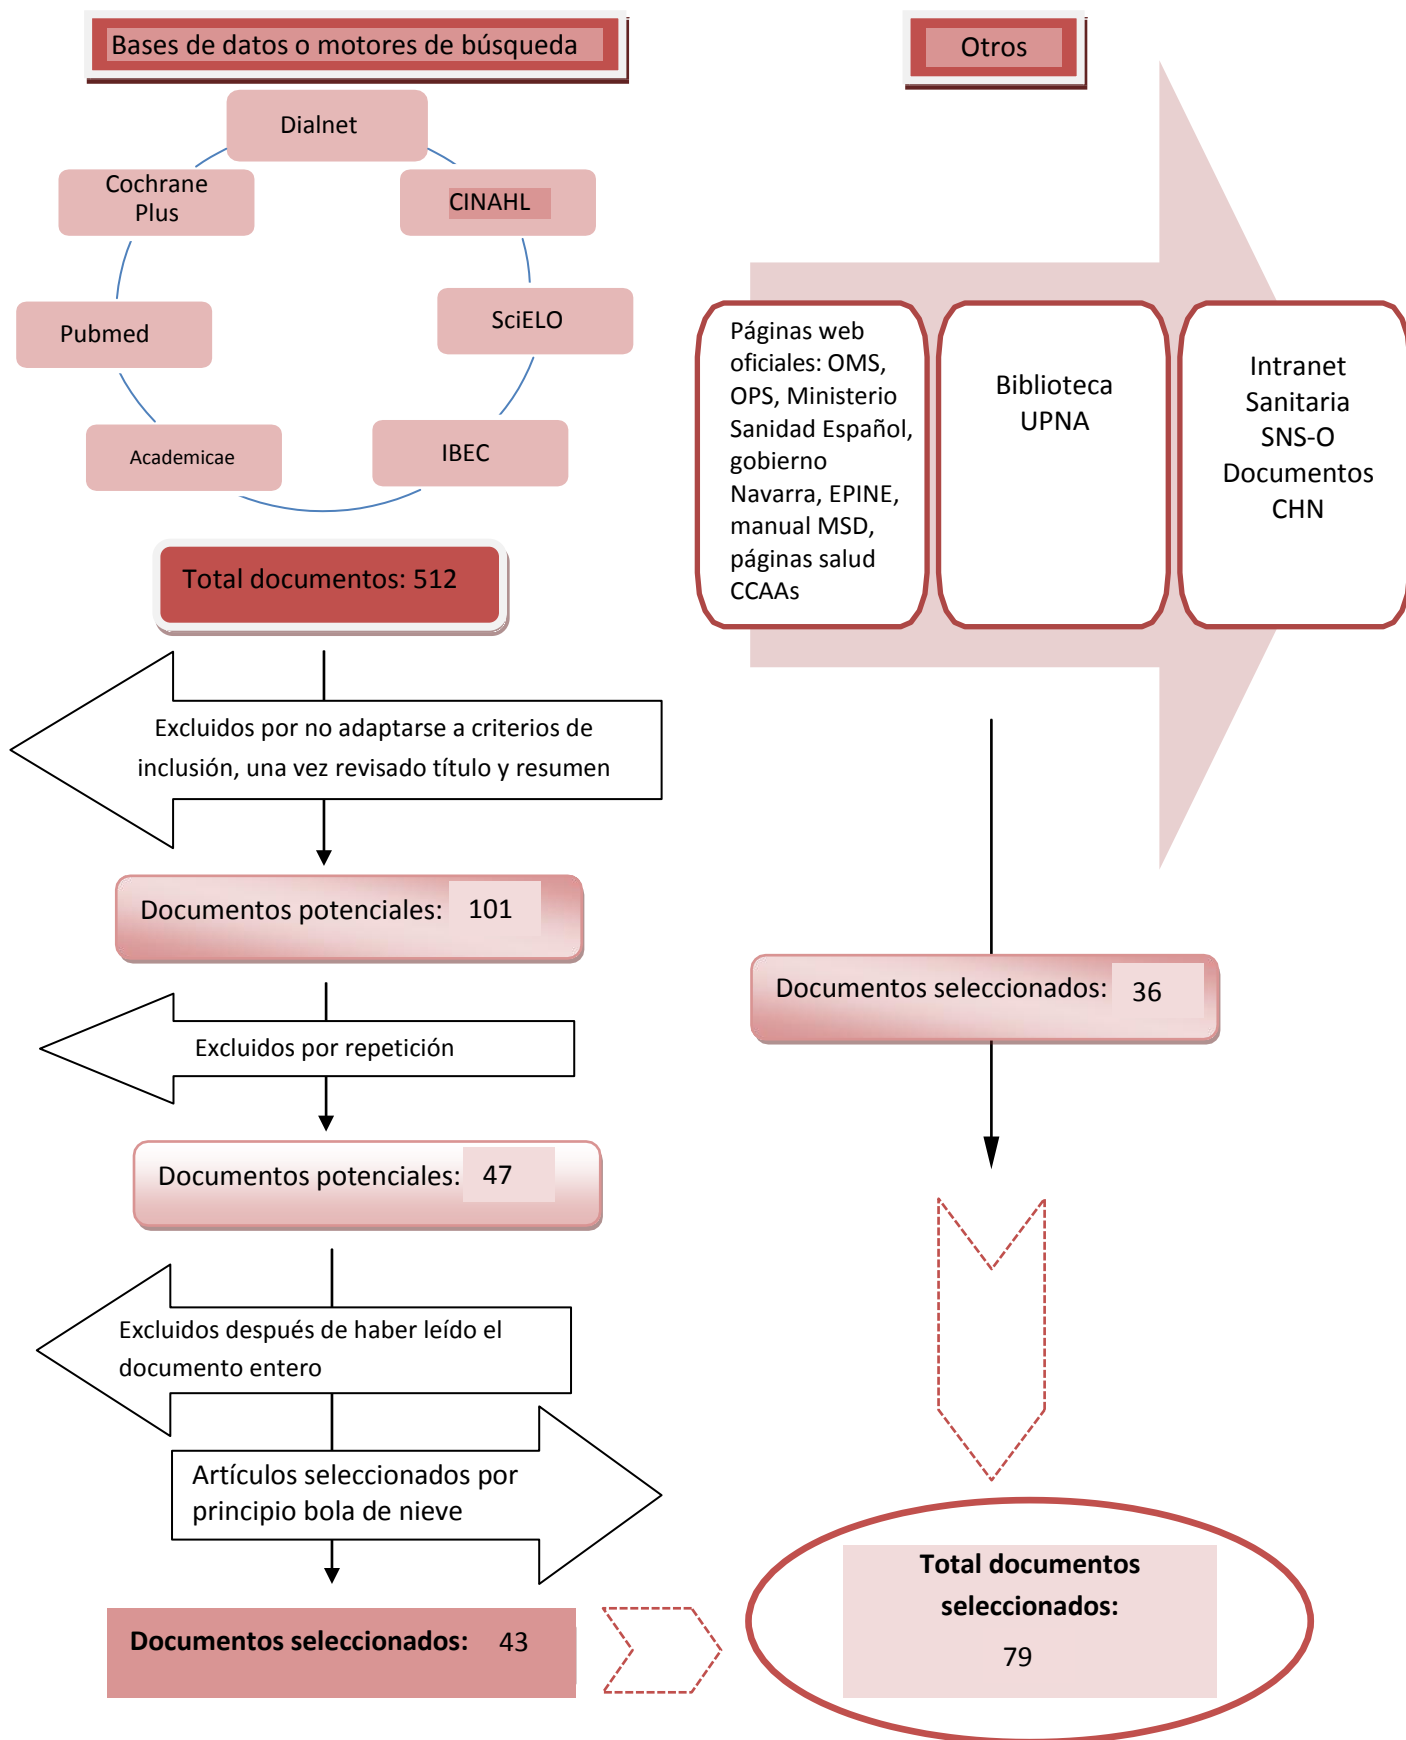 Bases de datos o motores de búsqueda
Dialnet
Cochrane
Plus
CINAHL
Pubmed
SciELO
Academicae
IBEC
Total documentos: 512
Excluidos por no adaptarse a criterios de
inclusión, una vez revisado título y resumen
Documentos potenciales: 101
Excluidos por repetición
Documentos potenciales: 47
Excluidos después de haber leído el
documento entero
Artículos seleccionados por
principio bola de nieve
Documentos seleccionados: 43
Otros
Páginas web
oficiales: OMS,
OPS, Ministerio
Sanidad Español,
gobierno
Navarra, EPINE,
manual MSD,
páginas salud
CCAAs
Biblioteca
UPNA
Intranet
Sanitaria
SNS-O
Documentos
CHN
Documentos seleccionados: 36
Total documentos
seleccionados:
79